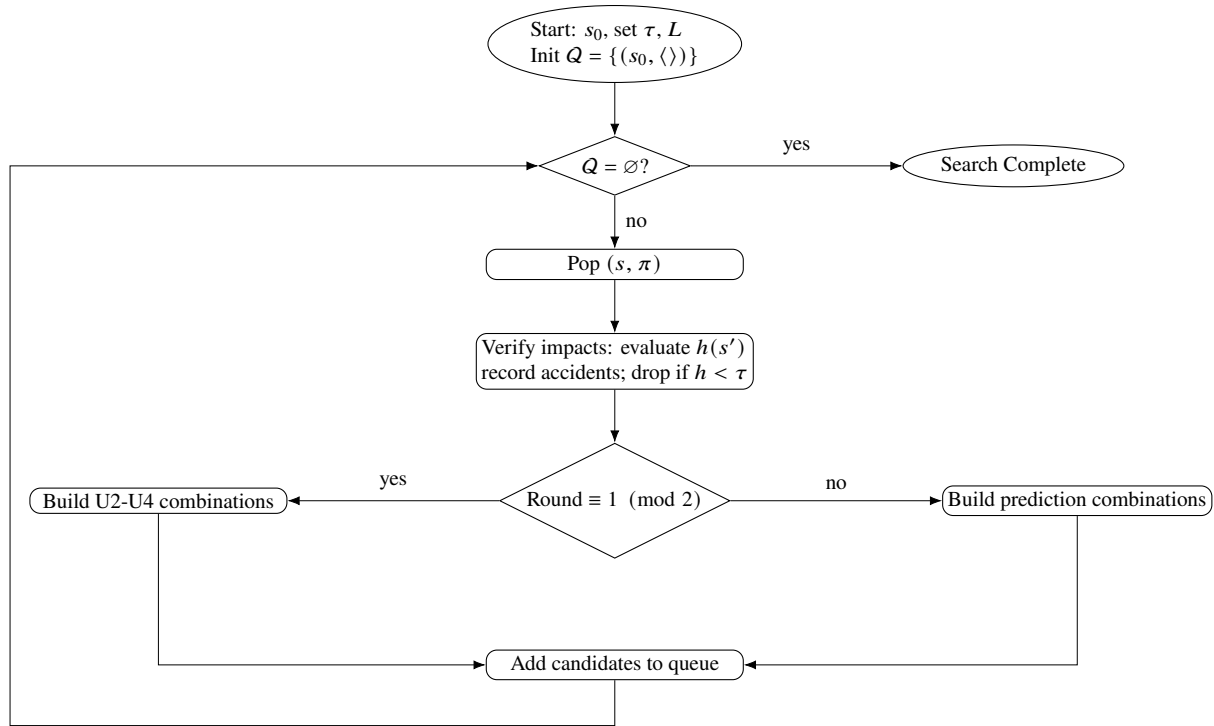 Start: s₀, set τ, L
Init Q = {(s₀, ⟨⟩)}
Q = ∅?
yes
Search Complete
no
Pop (s, π)
Verify impacts: evaluate h(s′)
record accidents; drop if h < τ
Build U2-U4 combinations
yes
Round ≡ 1 (mod 2)
no
Build prediction combinations
Add candidates to queue